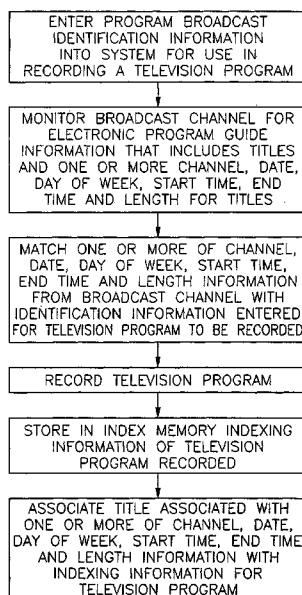 ENTER PROGRAM BROADCAST
IDENTIFICATION INFORMATION
INTO SYSTEM FOR USE IN
RECORDING A TELEVISION PROGRAM
MONITOR BROADCAST CHANNEL FOR
ELECTRONIC PROGRAM GUIDE
INFORMATION THAT INCLUDES TITLES
AND ONE OR MORE CHANNEL, DATE,
DAY OF WEEK, START TIME, END
TIME AND LENGTH FOR TITLES
MATCH ONE OR MORE OF CHANNEL,
DATE, DAY OF WEEK, START TIME,
END TIME AND LENGTH INFORMATION
FROM BROADCAST CHANNEL WITH
IDENTIFICATION INFORMATION ENTERED
FOR TELEVISION PROGRAM TO BE RECORDED
RECORD TELEVISION PROGRAM
STORE IN INDEX MEMORY INDEXING
INFORMATION OF TELEVISION
PROGRAM RECORDED
ASSOCIATE TITLE ASSOCIATED WITH
ONE OR MORE OF CHANNEL, DATE,
DAY OF WEEK, START TIME, END TIME
AND LENGTH INFORMATION WITH
INDEXING INFORMATION FOR
TELEVISION PROGRAM